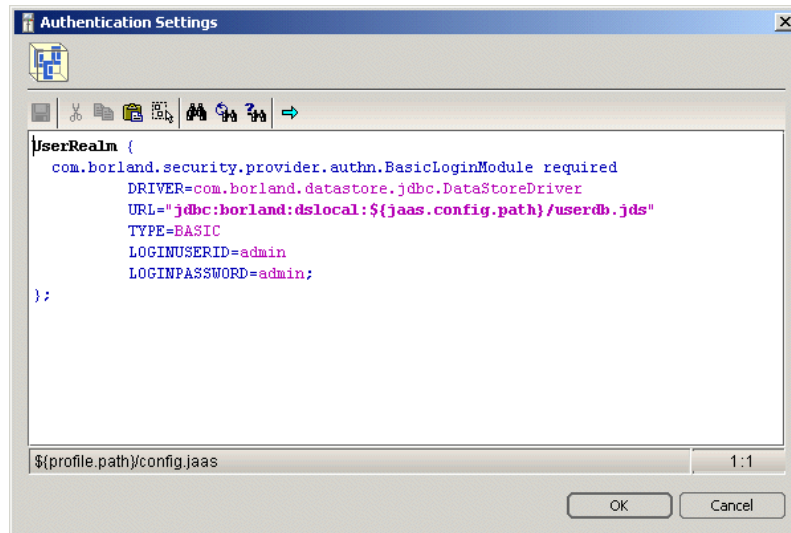 Authentication Settings
UserRealm {
com.borland.security.provider.authn.BasicLoginModule required
DRIVER=com.borland.datastore.jdbc.DataStoreDriver
URL="jdbc:borland:dslocal:${jaas.config.path}/userdb.jds"
TYPE=BASIC
LOGINUSERID=admin
LOGINPASSWORD=admin;
};
${profile.path}/config.jaas 1:1
OK Cancel